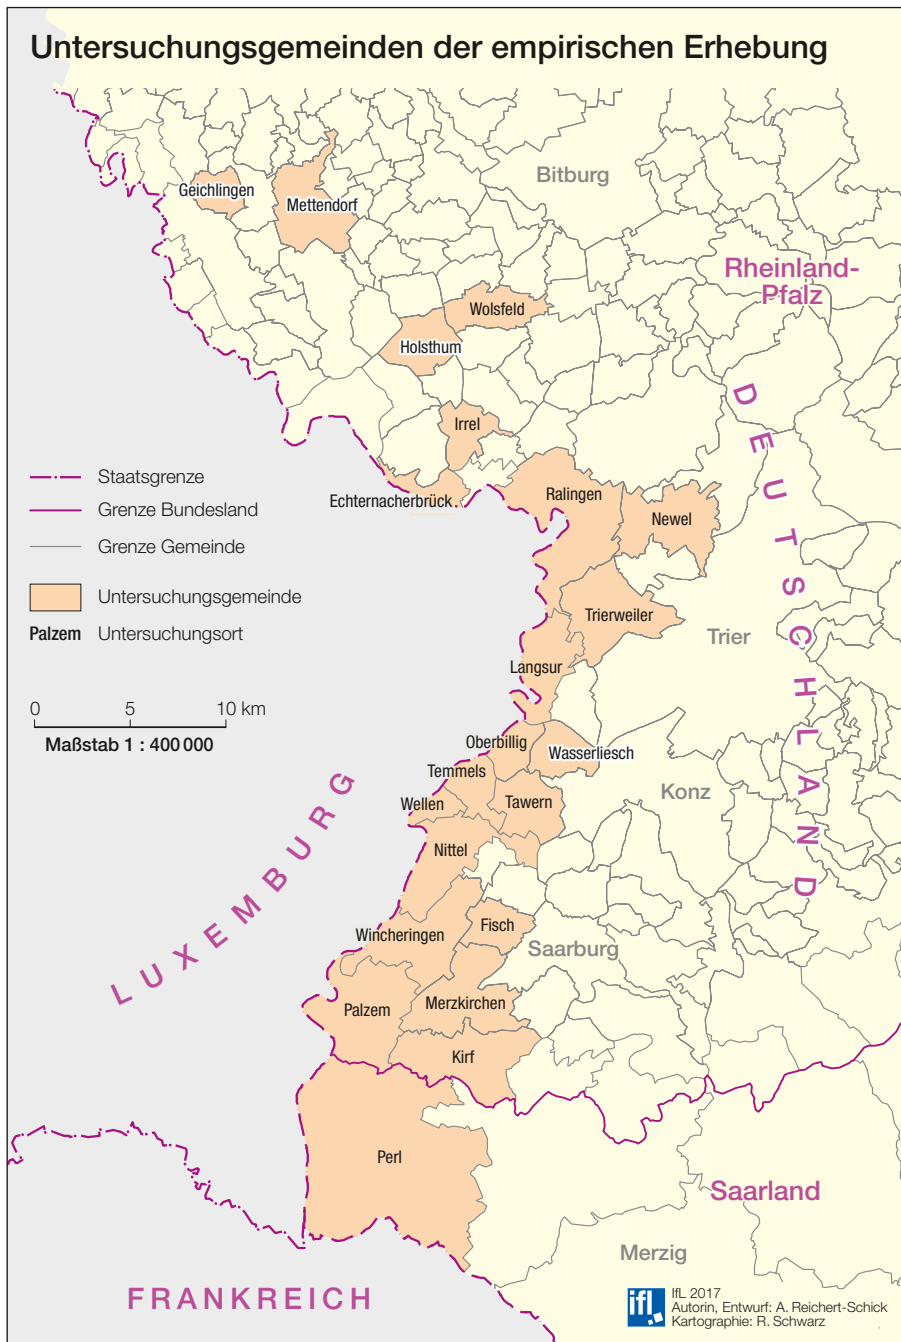 Untersuchungsgemeinden der empirischen Erhebung
Bitburg
Geichlingen
Mettendorf
Rheinland-
Pfalz
Wolsfeld
Holsthum
DEUTSCHLAND
Irrel
Staatsgrenze
Echternacherbrück
Ralingen
Grenze Bundesland
Newel
Grenze Gemeinde
Untersuchungsgemeinde
Trierweiler
Palzem Untersuchungsort
Trier
Langsur
0 5 10 km
Maßstab 1 : 400 000
Oberbillig
Wasserliesch
Temmels
Konz
Wellen
Tawern
LUXEMBURG
Nittel
Fisch
Wincheringen
Saarburg
Merzkirchen
Palzem
Kirf
Perl
Saarland
Merzig
FRANKREICH
ifl
IfL 2017
Autorin, Entwurf: A. Reichert-Schick
Kartographie: R. Schwarz